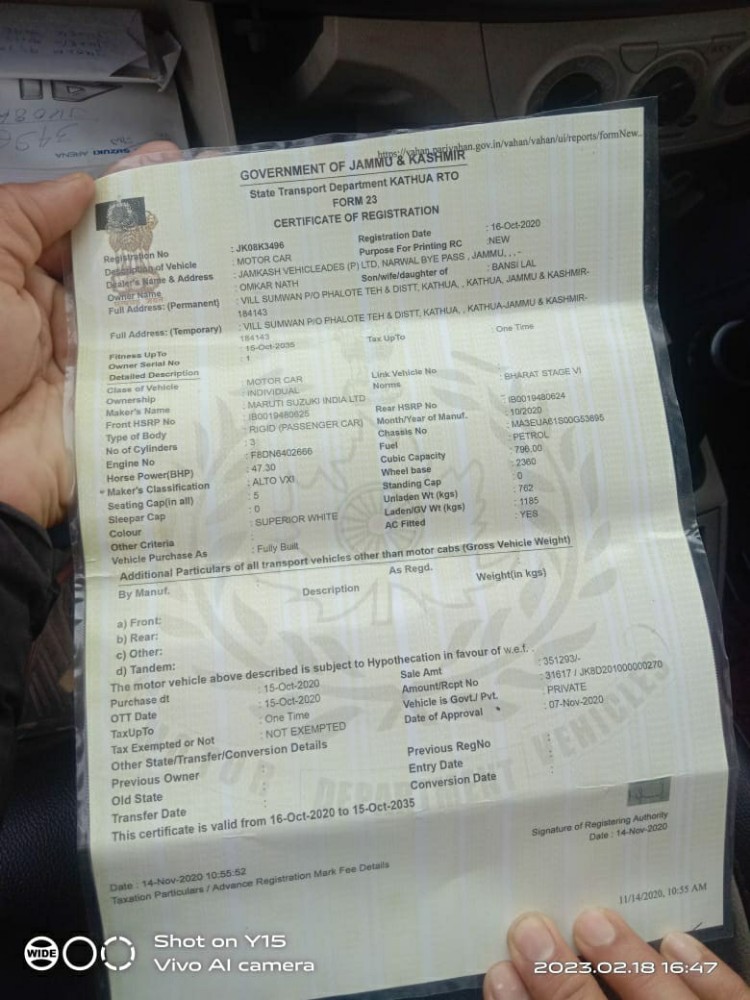 SUZUKI ARENA
https://vahan.parivahan.gov.in/vahan/vahan/ui/reports/formNew...
GOVERNMENT OF JAMMU & KASHMIR
State Transport Department KATHUA RTO
FORM 23
CERTIFICATE OF REGISTRATION
Registration No : JK08K3496 Registration Date : 16-Oct-2020
Description of Vehicle : MOTOR CAR Purpose For Printing RC :NEW
Dealer's Name & Address : JAMKASH VEHICLEADES (P) LTD, NARWAL BYE PASS , JAMMU, , , -
Owner Name : OMKAR NATH Son/wife/daughter of : BANSI LAL
Full Address: (Permanent) : VILL SUMWAN P/O PHALOTE TEH & DISTT, KATHUA, , KATHUA, JAMMU & KASHMIR-
184143
Full Address: (Temporary) : VILL SUMWAN P/O PHALOTE TEH & DISTT, KATHUA, , KATHUA-JAMMU & KASHMIR-
184143
Fitness UpTo : 15-Oct-2035 Tax UpTo : One Time
Owner Serial No : 1
Detailed Description
Class of Vehicle : MOTOR CAR Link Vehicle No :
Ownership : INDIVIDUAL Norms : BHARAT STAGE VI
Maker's Name : MARUTI SUZUKI INDIA LTD
Front HSRP No : IB0019480625 Rear HSRP No : IB0019480624
Type of Body : RIGID (PASSENGER CAR) Month/Year of Manuf. : 10/2020
No of Cylinders : 3 Chassis No : MA3EUA61S00G53695
Engine No : F8DN6402666 Fuel : PETROL
Horse Power(BHP) : 47.30 Cubic Capacity : 796.00
Maker's Classification : ALTO VXI Wheel base : 2360
Seating Cap(in all) : 5 Standing Cap : 0
Sleepar Cap : 0 Unladen Wt (kgs) : 762
Colour : SUPERIOR WHITE Laden/GV Wt (kgs) : 1185
Other Criteria : AC Fitted : YES
Vehicle Purchase As : Fully Built
Additional Particulars of all transport vehicles other than motor cabs (Gross Vehicle Weight)
By Manuf. Description As Regd. Weight(in kgs)
a) Front:
b) Rear:
c) Other:
d) Tandem:
The motor vehicle above described is subject to Hypothecation in favour of w.e.f. .
Purchase dt : 15-Oct-2020 Sale Amt : 351293/-
OTT Date : 15-Oct-2020 Amount/Rcpt No : 31617 / JK8D201000000270
TaxUpTo : One Time Vehicle is Govt./ Pvt. : PRIVATE
Tax Exempted or Not : NOT EXEMPTED Date of Approval : 07-Nov-2020
Other State/Transfer/Conversion Details
Previous Owner : Previous RegNo :
Old State : Entry Date :
Transfer Date : Conversion Date :
This certificate is valid from 16-Oct-2020 to 15-Oct-2035
Signature of Registering Authority
Date : 14-Nov-2020
Date : 14-Nov-2020 10:55:52
Taxation Particulars / Advance Registration Mark Fee Details
11/14/2020, 10:55 AM
MOTOR VEHICLES DEPARTMENT
WIDE
Shot on Y15
Vivo AI camera
2023.02.18 16:47